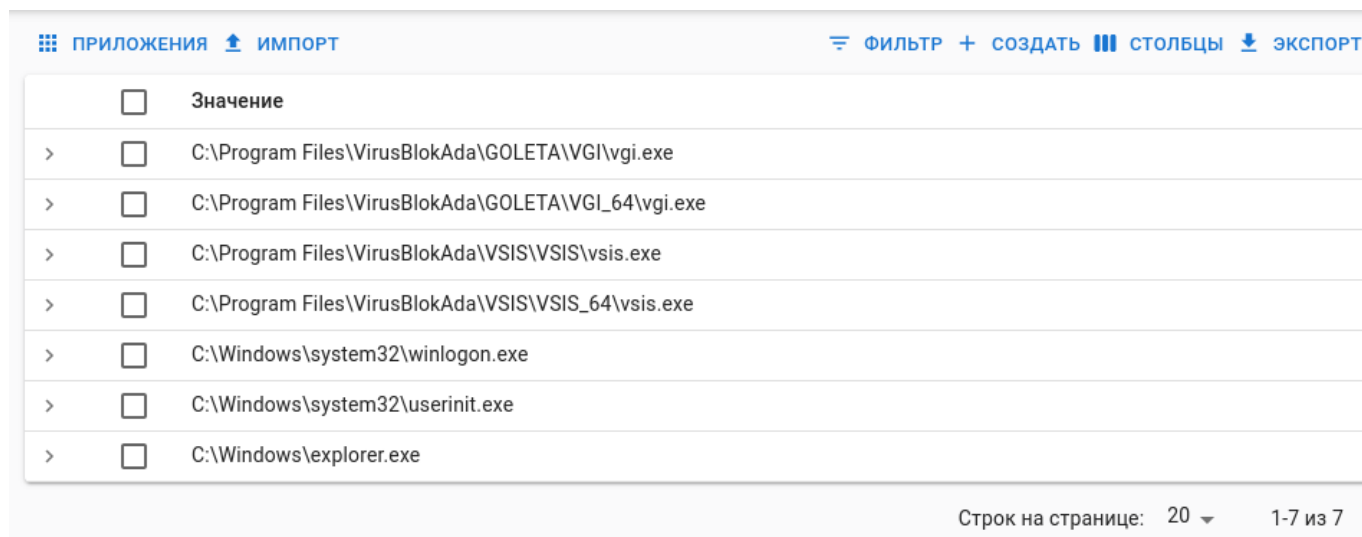 ПРИЛОЖЕНИЯ ИМПОРТ ФИЛЬТР СОЗДАТЬ СТОЛБЦЫ ЭКСПОРТ
Значение
C:\Program Files\VirusBlokAda\GOLETA\VGI\vgi.exe
C:\Program Files\VirusBlokAda\GOLETA\VGI_64\vgi.exe
C:\Program Files\VirusBlokAda\VSIS\VSIS\vsis.exe
C:\Program Files\VirusBlokAda\VSIS\VSIS_64\vsis.exe
C:\Windows\system32\winlogon.exe
C:\Windows\system32\userinit.exe
C:\Windows\explorer.exe
Строк на странице: 20 1-7 из 7